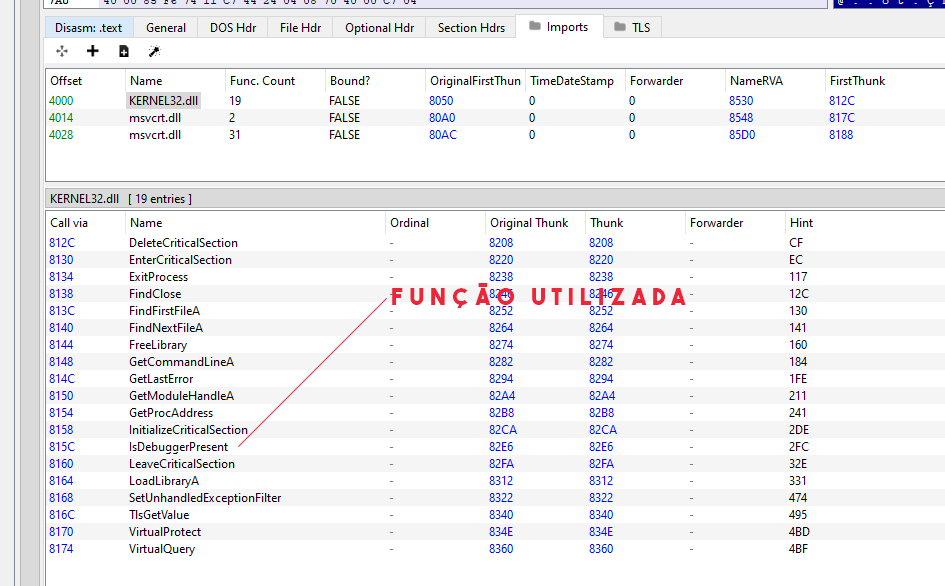 Disasm: .text General DOS Hdr File Hdr Optional Hdr Section Hdrs Imports TLS
Offset Name Func. Count Bound? OriginalFirstThun TimeDateStamp Forwarder NameRVA FirstThunk
4000 KERNEL32.dll 19 FALSE 8050 0 0 8530 812C
4014 msvcrt.dll 2 FALSE 80A0 0 0 8548 817C
4028 msvcrt.dll 31 FALSE 80AC 0 0 85D0 8188
KERNEL32.dll [ 19 entries ]
Call via Name Ordinal Original Thunk Thunk Forwarder Hint
812C DeleteCriticalSection - 8208 8208 - CF
8130 EnterCriticalSection - 8220 8220 - EC
8134 ExitProcess - 8238 8238 - 117
8138 FindClose - 8246 8246 - 12C
FUNÇÃO UTILIZADA
813C FindFirstFileA - 8252 8252 - 130
8140 FindNextFileA - 8264 8264 - 141
8144 FreeLibrary - 8274 8274 - 160
8148 GetCommandLineA - 8282 8282 - 184
814C GetLastError - 8294 8294 - 1FE
8150 GetModuleHandleA - 82A4 82A4 - 211
8154 GetProcAddress - 82B8 82B8 - 241
8158 InitializeCriticalSection - 82CA 82CA - 2DE
815C IsDebuggerPresent - 82E6 82E6 - 2FC
8160 LeaveCriticalSection - 82FA 82FA - 32E
8164 LoadLibraryA - 8312 8312 - 331
8168 SetUnhandledExceptionFilter - 8322 8322 - 474
816C TlsGetValue - 8340 8340 - 495
8170 VirtualProtect - 834E 834E - 4BD
8174 VirtualQuery - 8360 8360 - 4BF